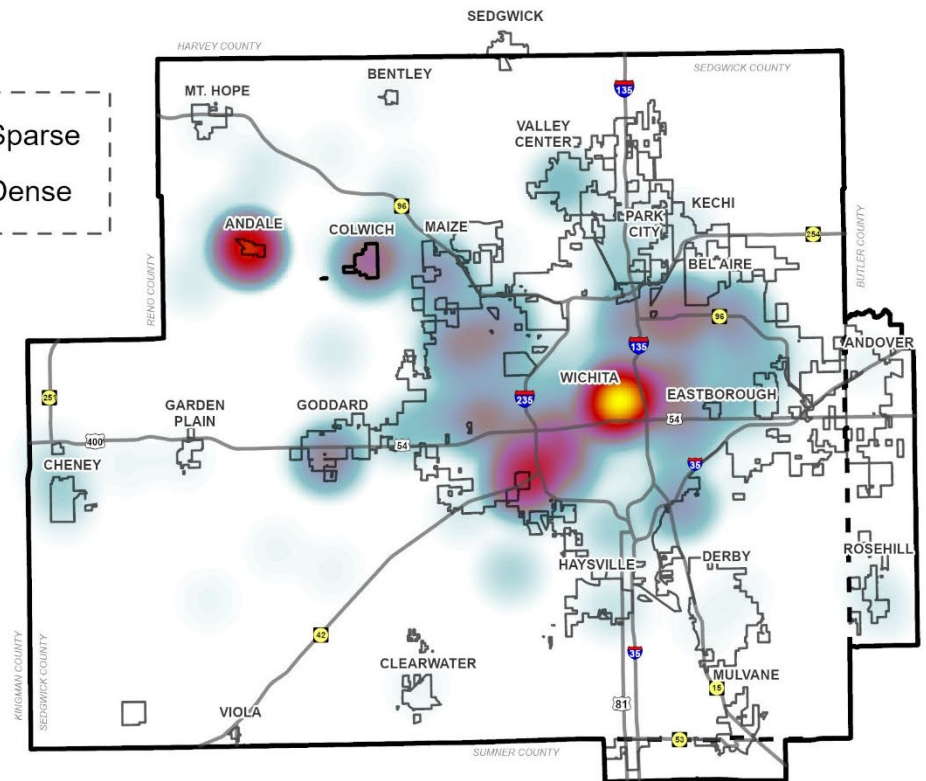 SEDGWICK
HARVEY COUNTY
SEDGWICK COUNTY
BENTLEY
135
MT. HOPE
Sparse
Dense
VALLEY
CENTER
96
KECHI
ANDALE
COLWICH
MAIZE
PARK
CITY
254
BEL AIRE
BUTLER COUNTY
RENO COUNTY
96
135
ANDOVER
WICHITA
EASTBOROUGH
251
235
GARDEN
PLAIN
GODDARD
54
400
54
CHENEY
35
HAYSVILLE
DERBY
ROSEHILL
42
KINGMAN COUNTY
SEDGWICK COUNTY
35
CLEARWATER
MULVANE
15
81
VIOLA
53
SUMNER COUNTY